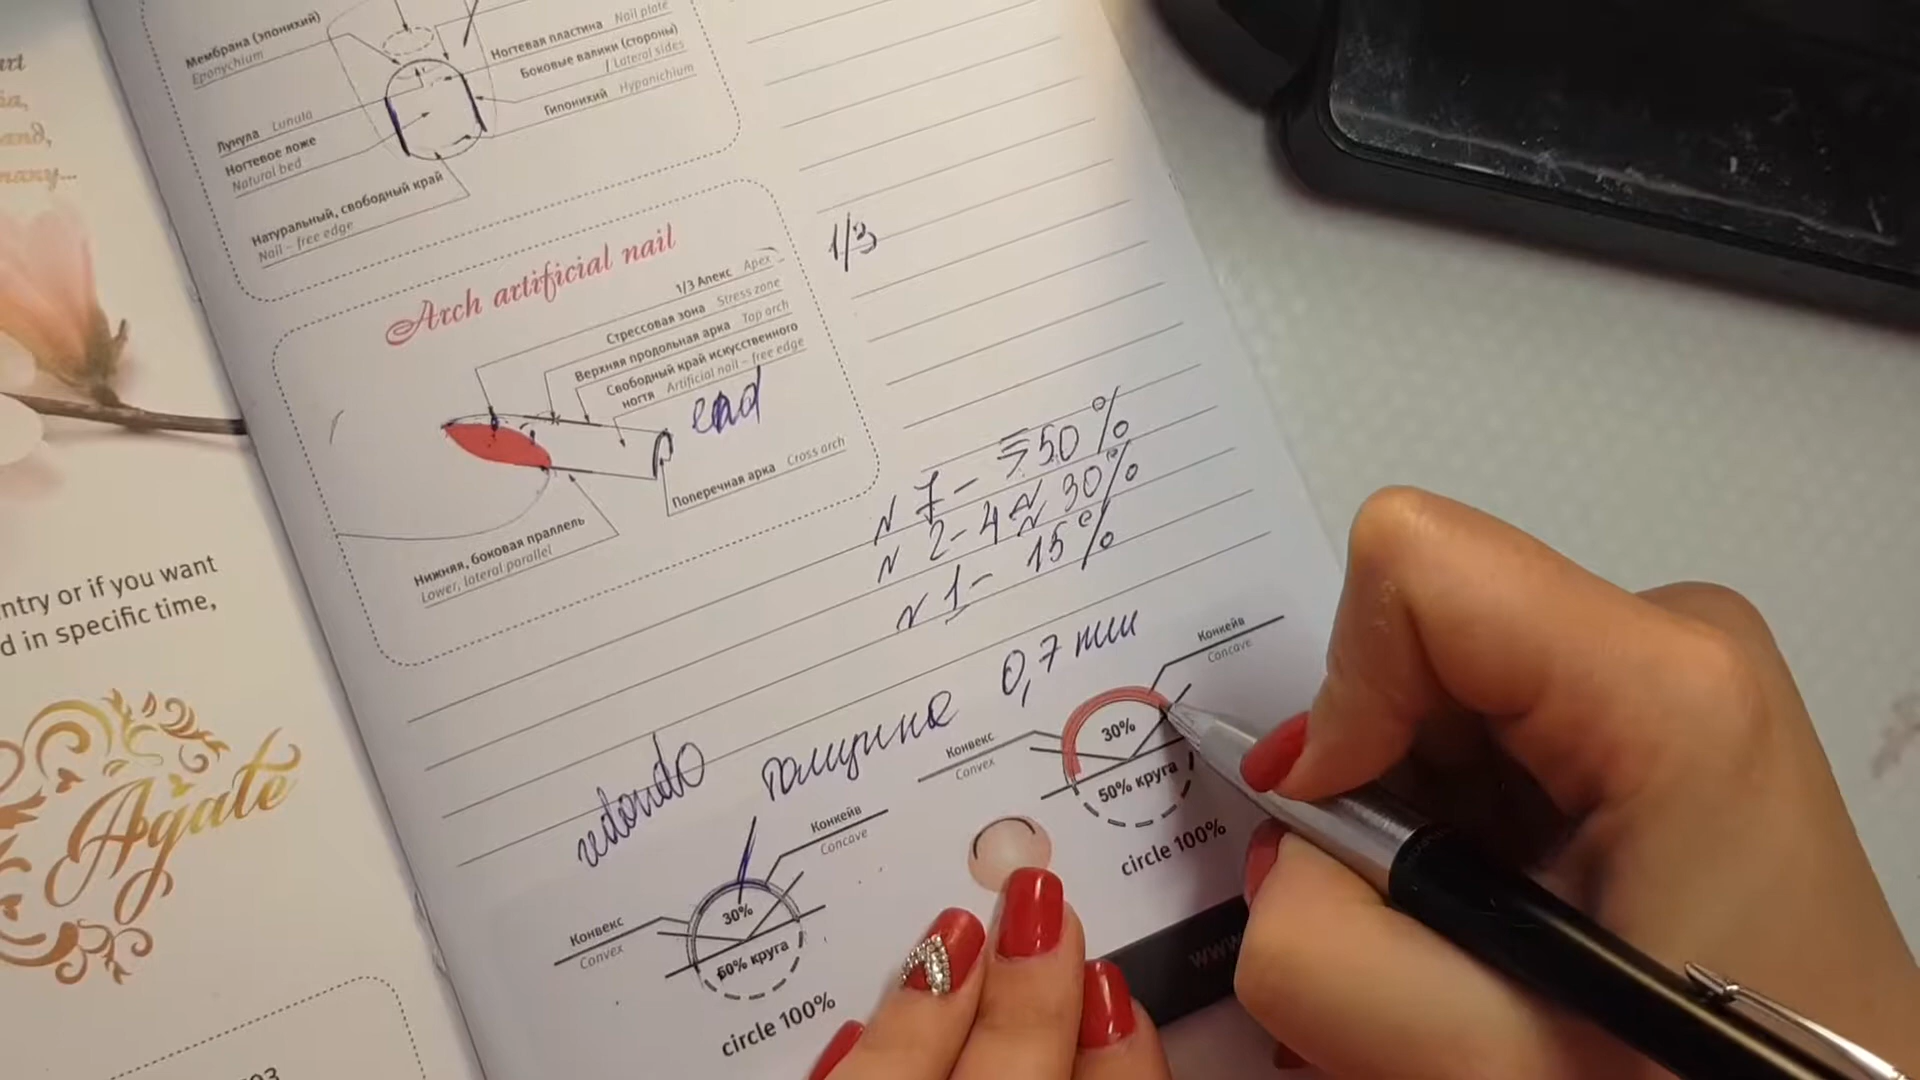 Мембрана (эпонихий)
Eponychium
Ногтевая пластина Nail plate
Боковые валики (стороны)
/ Lateral sides
Гипонихий Hyponichium
Лунула Lunula
Ногтевое ложе
Natural bed
Натуральный, свободный край
Nail – free edge
Arch artificial nail
1/3 Апекс Apex
Стрессовая зона Stress zone
Верхняя продольная арка Top arch
Свободный край искусственного
ногтя Artificial nail – free edge
end
Поперечная арка Cross arch
Нижняя, боковая праллель
Lower, lateral parallel
1/3
50%
2-4 30%
1 - 15%
толщина 0,7 мм
Конвекс
Convex
Конкейв
Concave
30%
50% круга
circle 100%
Конвекс
Convex
Конкейв
Concave
30%
60% круга
circle 100%
ntry or if you want
d in specific time,
Agate